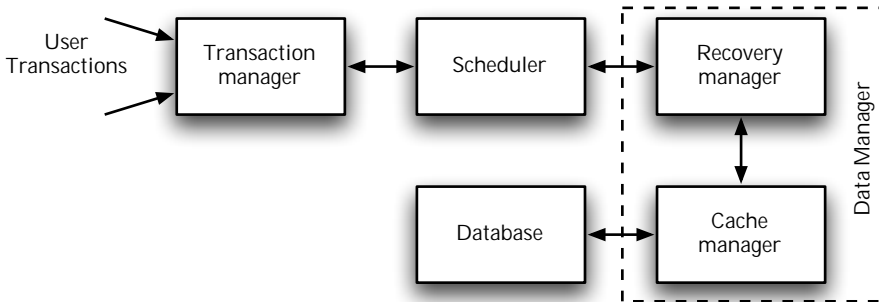 User
Transactions
Transaction
manager
Scheduler
Recovery
manager
Data Manager
Database
Cache
manager